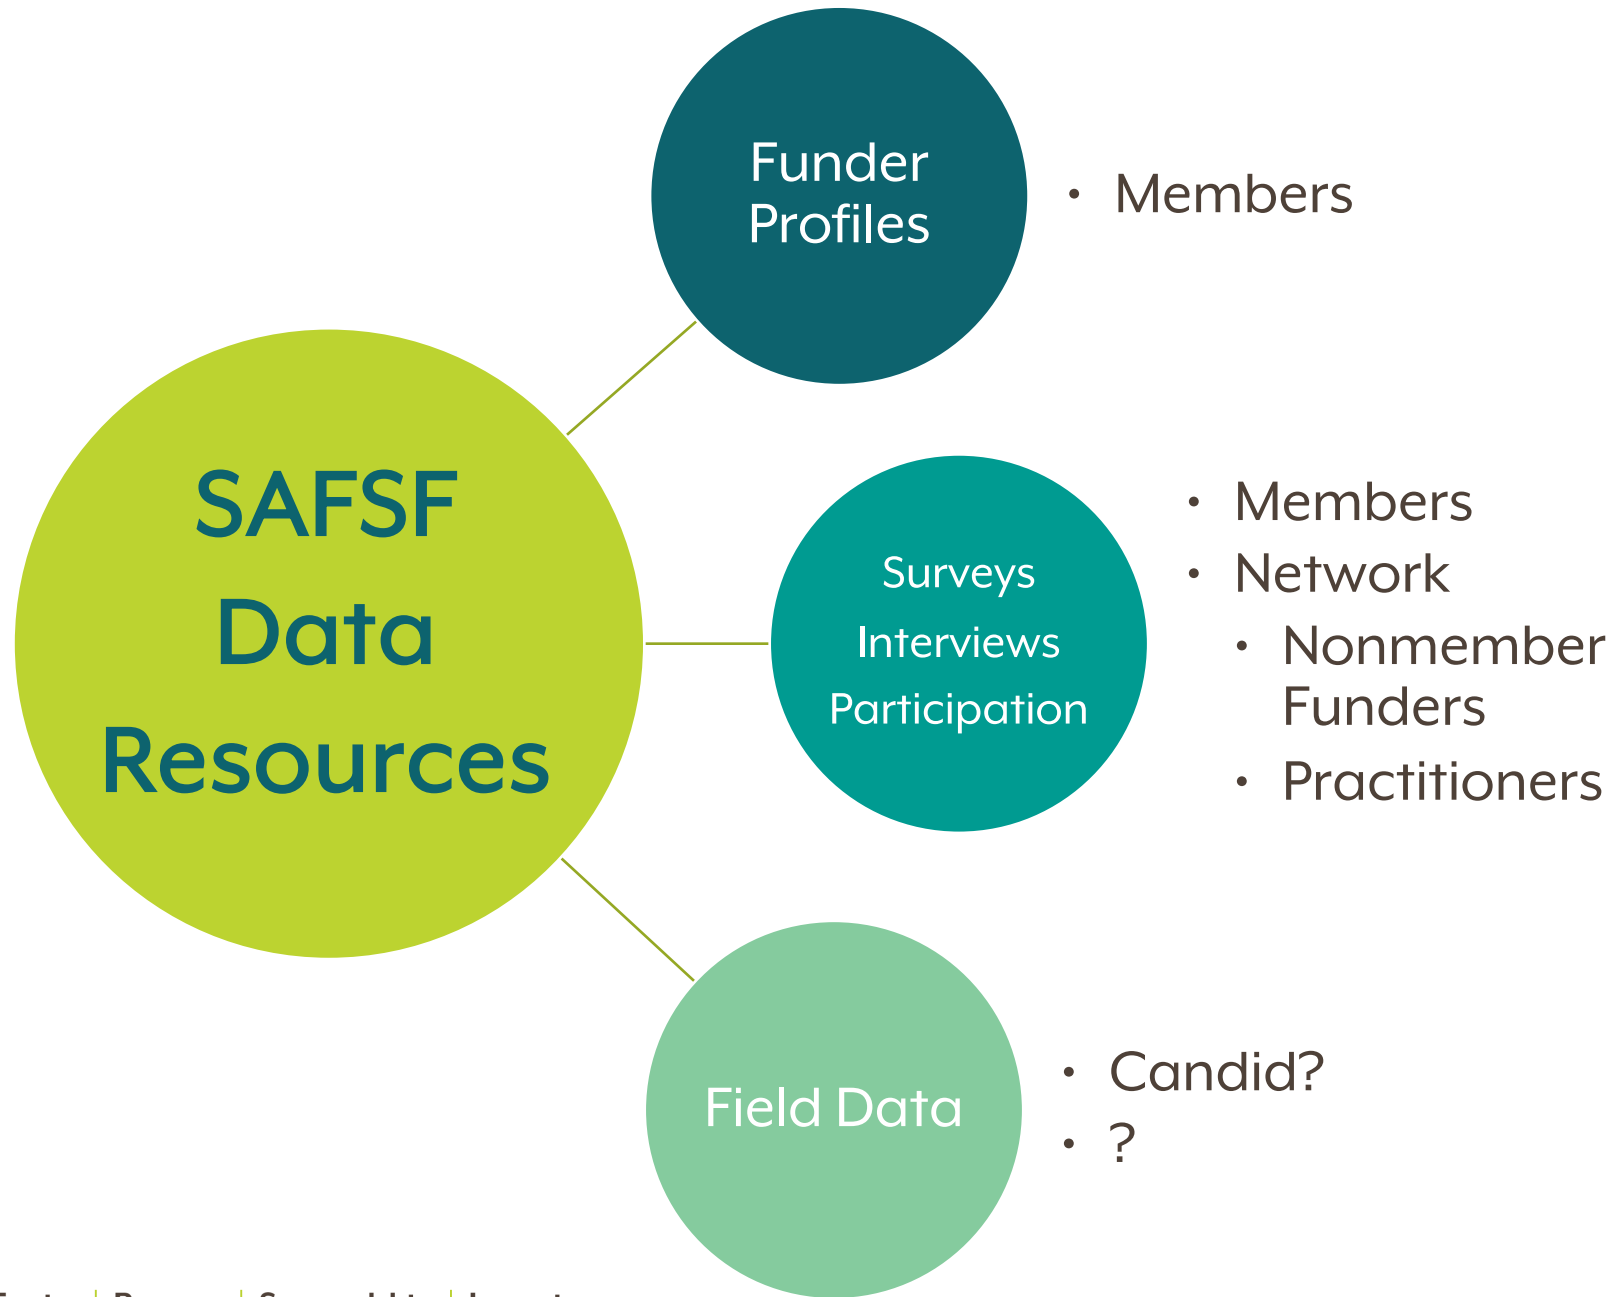 Funder
Profiles
• Members
SAFSF
Data
Resources
Surveys
Interviews
Participation
• Members
• Network
• Nonmember
Funders
• Practitioners
Field Data
• Candid?
• ?